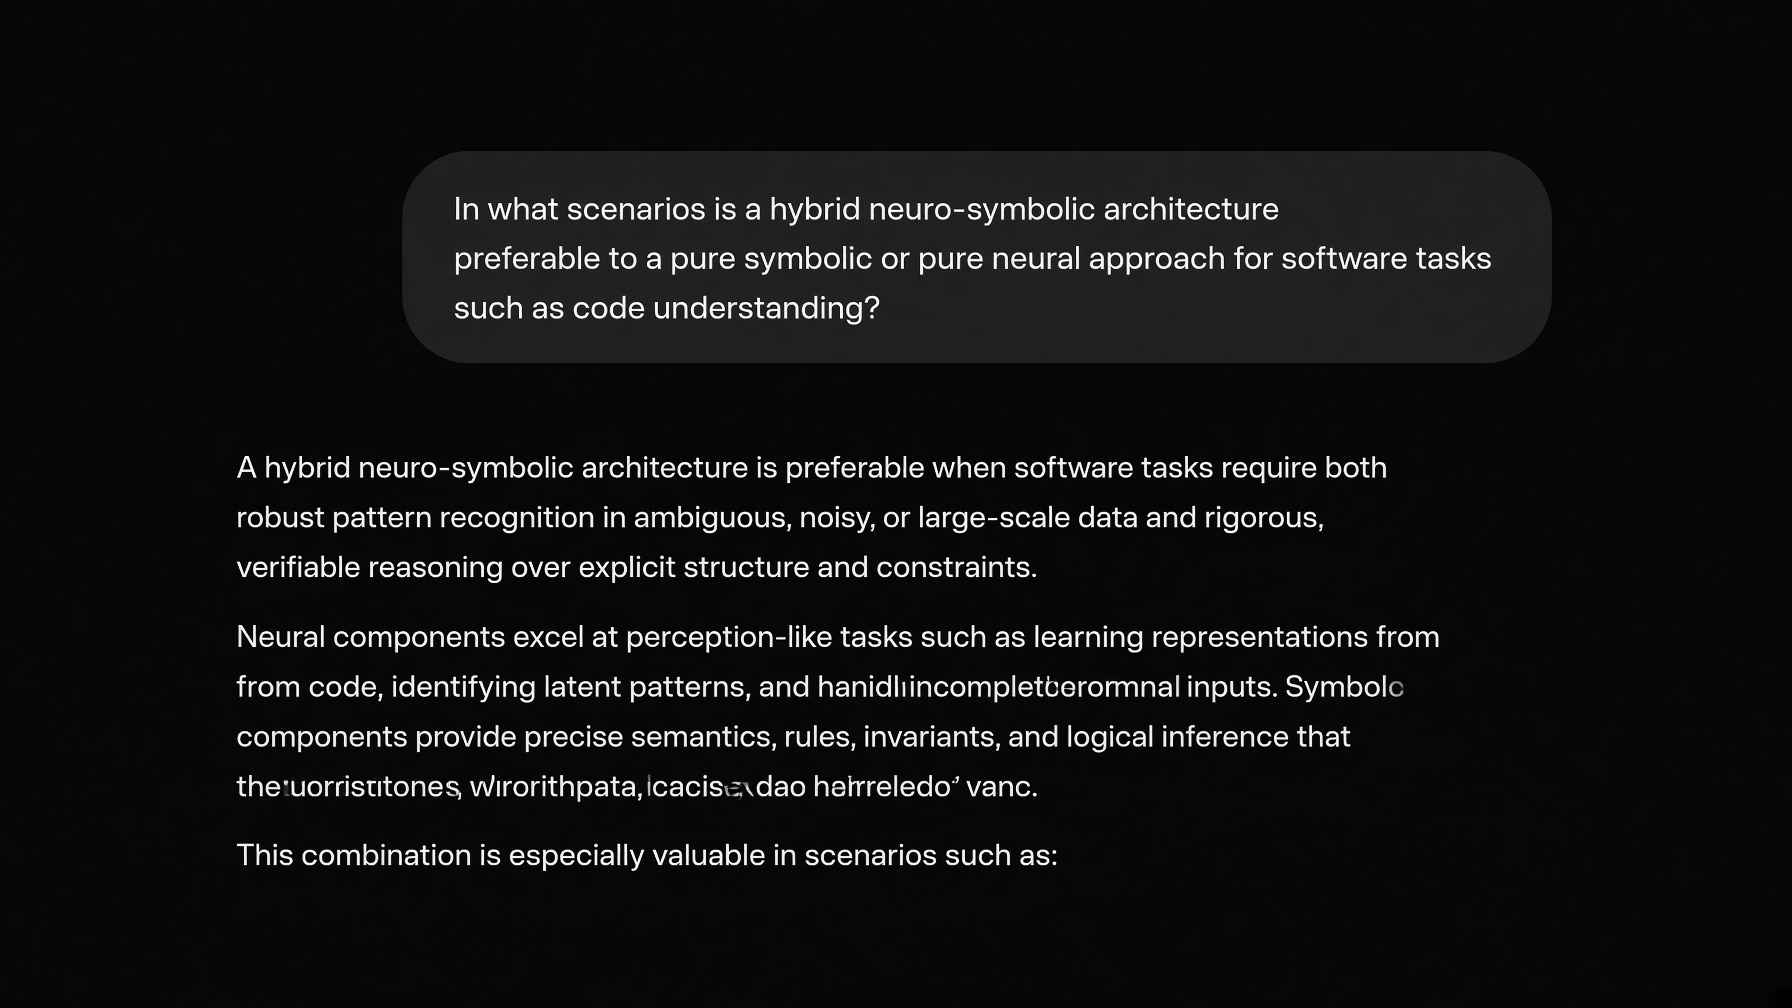 In what scenarios is a hybrid neuro-symbolic architecture
preferable to a pure symbolic or pure neural approach for software tasks
such as code understanding?
A hybrid neuro-symbolic architecture is preferable when software tasks require both
robust pattern recognition in ambiguous, noisy, or large-scale data and rigorous,
verifiable reasoning over explicit structure and constraints.
Neural components excel at perception-like tasks such as learning representations from
from code, identifying latent patterns, and inputs.
components provide precise semantics, rules, invariants, and logical inference that
dao vanc.
This combination is especially valuable in scenarios such as: